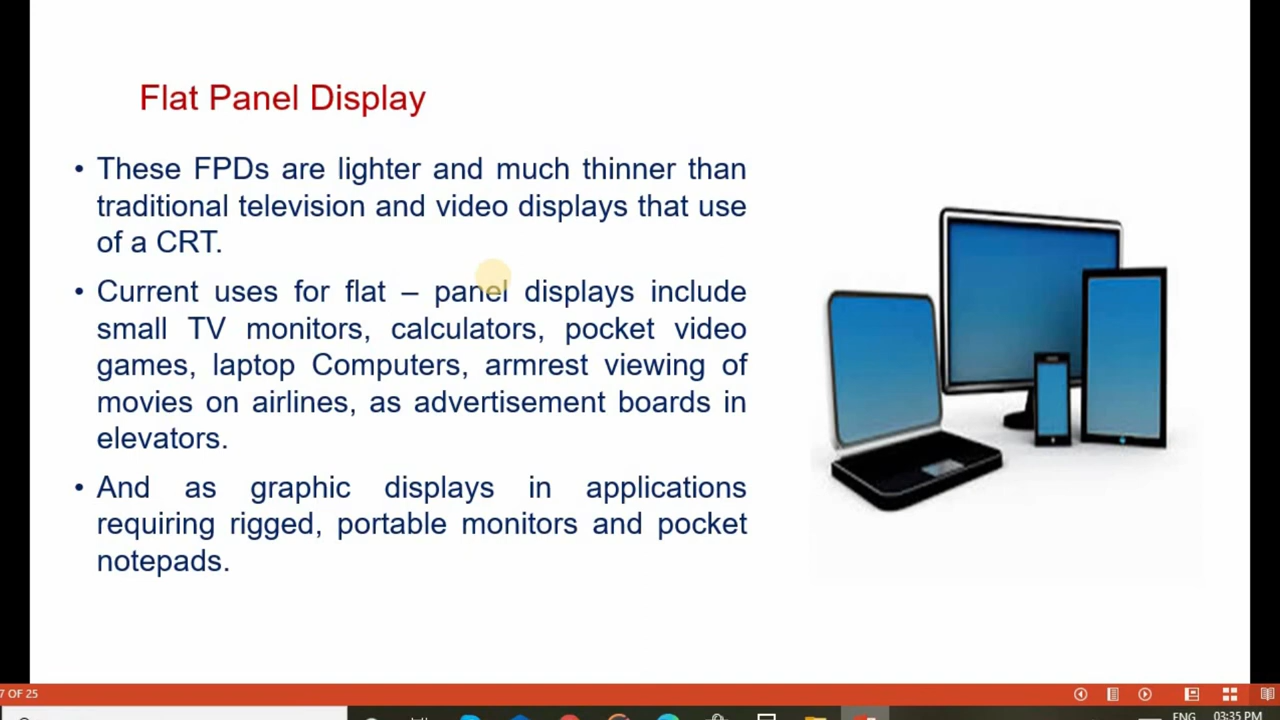 Flat Panel Display
• These FPDs are lighter and much thinner than
traditional television and video displays that use
of a CRT.
• Current uses for flat – panel displays include
small TV monitors, calculators, pocket video
games, laptop Computers, armrest viewing of
movies on airlines, as advertisement boards in
elevators.
• And as graphic displays in applications
requiring rigged, portable monitors and pocket
notepads.
7 OF 25
ENG 03:35 PM